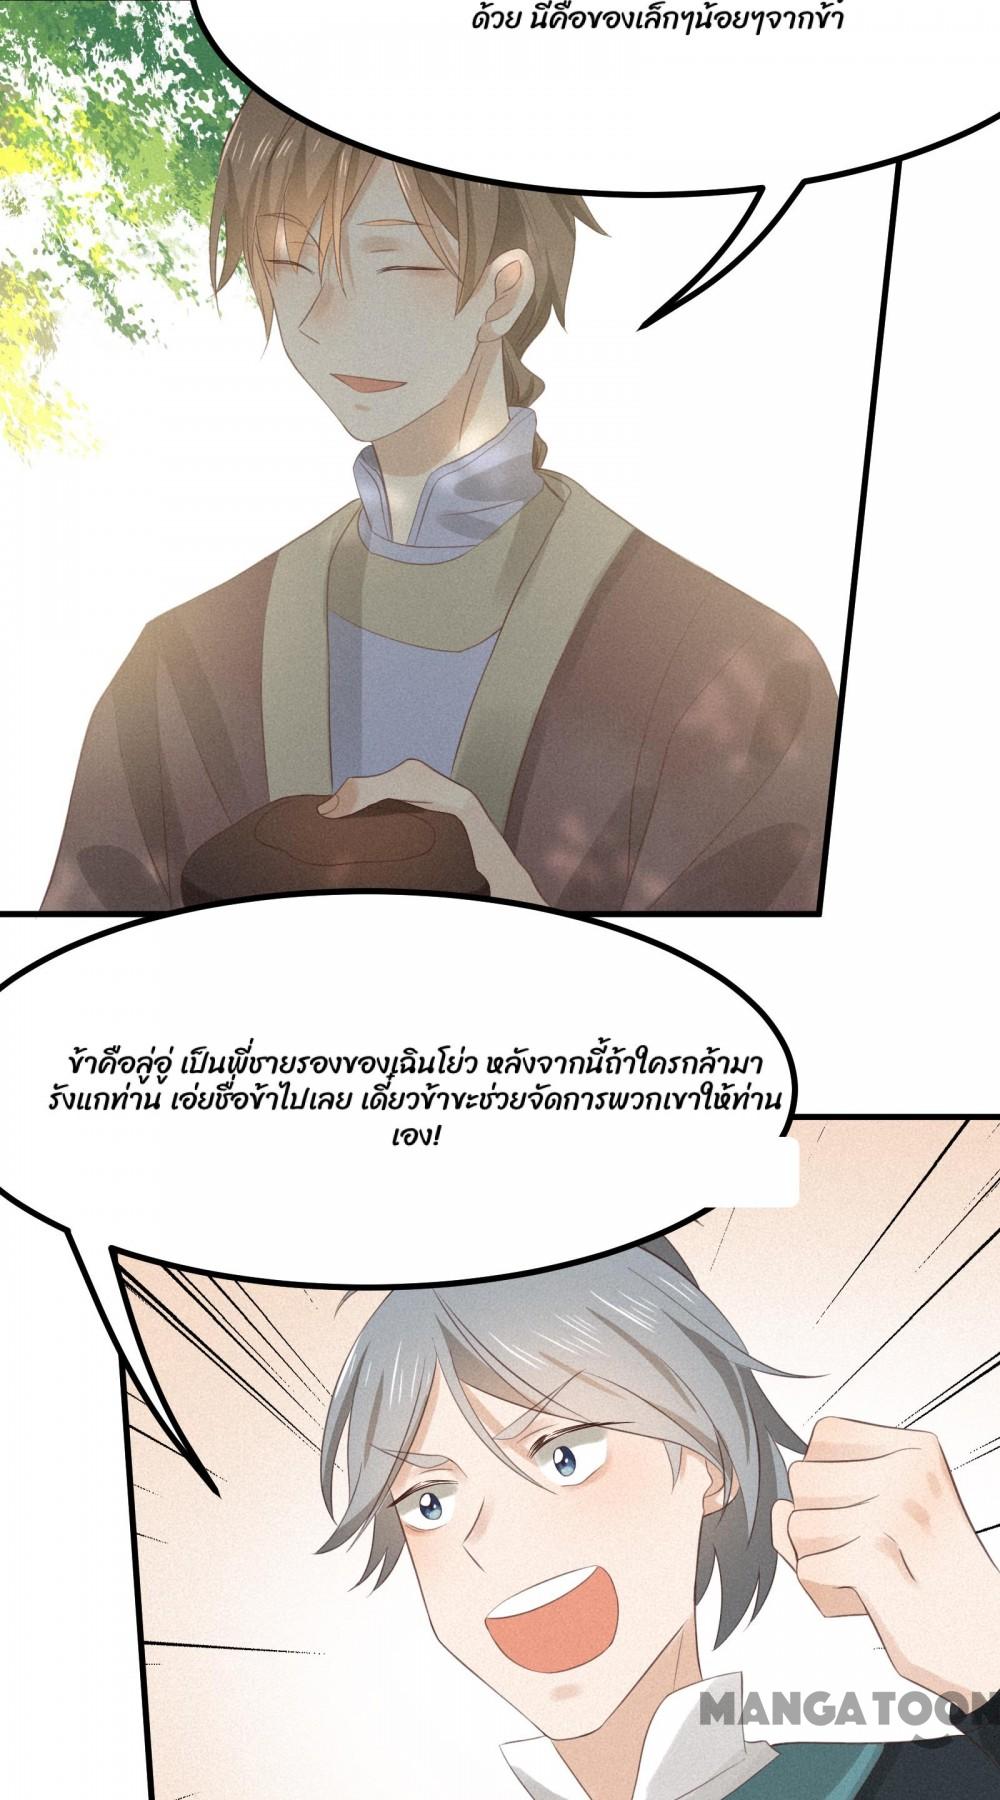 ด้วย นี่คือของเล็กๆน้อยๆจากข้า
ข้าคือลู่อู่ เป็นพี่ชายรองของเฉินโย่ว หลังจากนี้ถ้าใครกล้ามา
รังแกท่าน เอ่ยชื่อข้าไปเลย เดี๋ยวข้าขะช่วยจัดการพวกเขาให้ท่าน
เอง!
MANGATOON